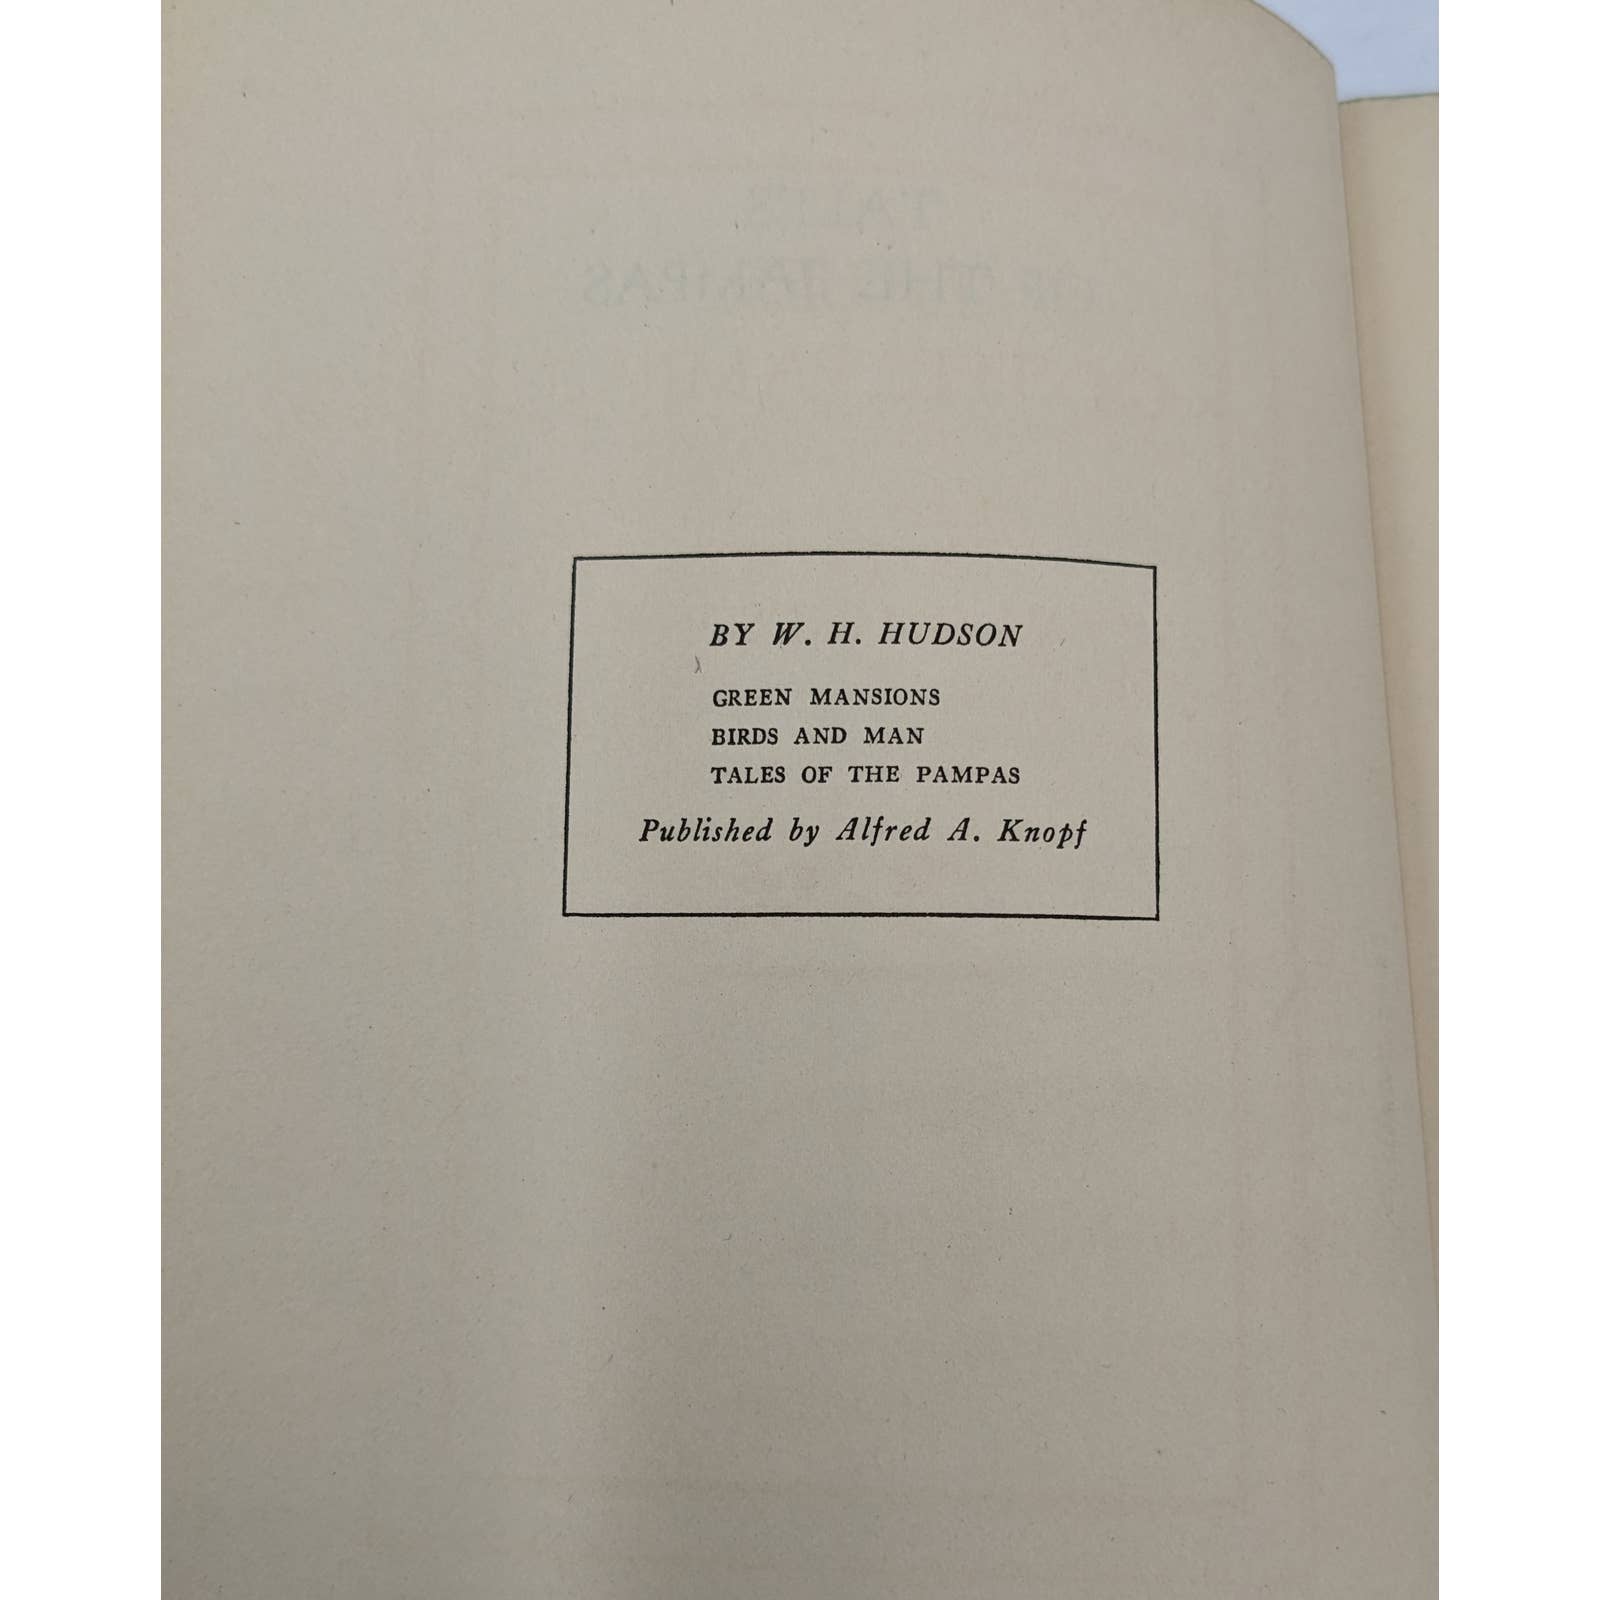 BY W. H. HUDSON
GREEN MANSIONS
BIRDS AND MAN
TALES OF THE PAMPAS
Published by Alfred A. Knopf